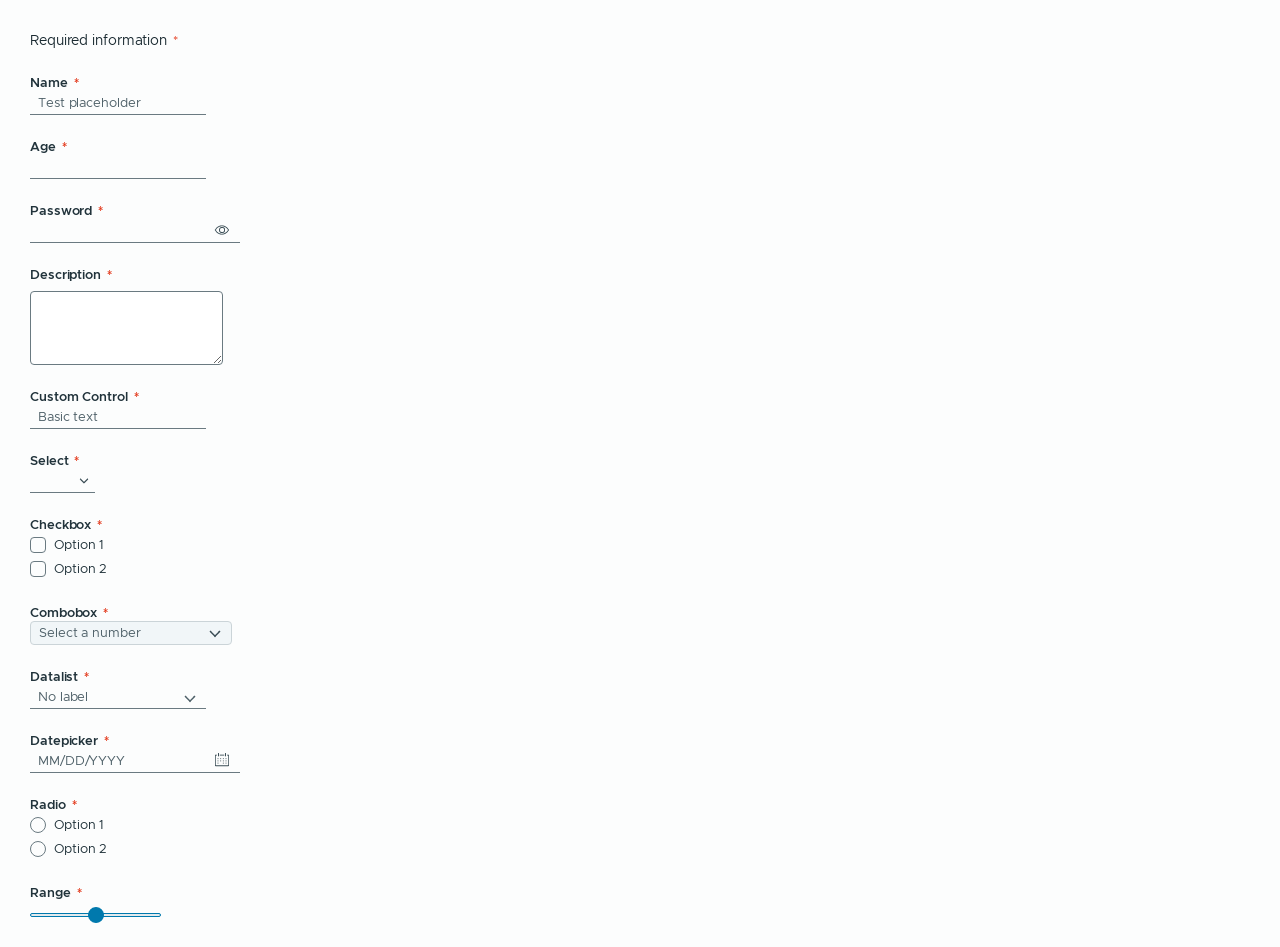 Required information *
Name *
Test placeholder
Age *
Password *
Description *
Custom Control *
Basic text
Select *
Checkbox *
Option 1
Option 2
Combobox *
Select a number
Datalist *
No label
Datepicker *
MM/DD/YYYY
Radio *
Option 1
Option 2
Range *